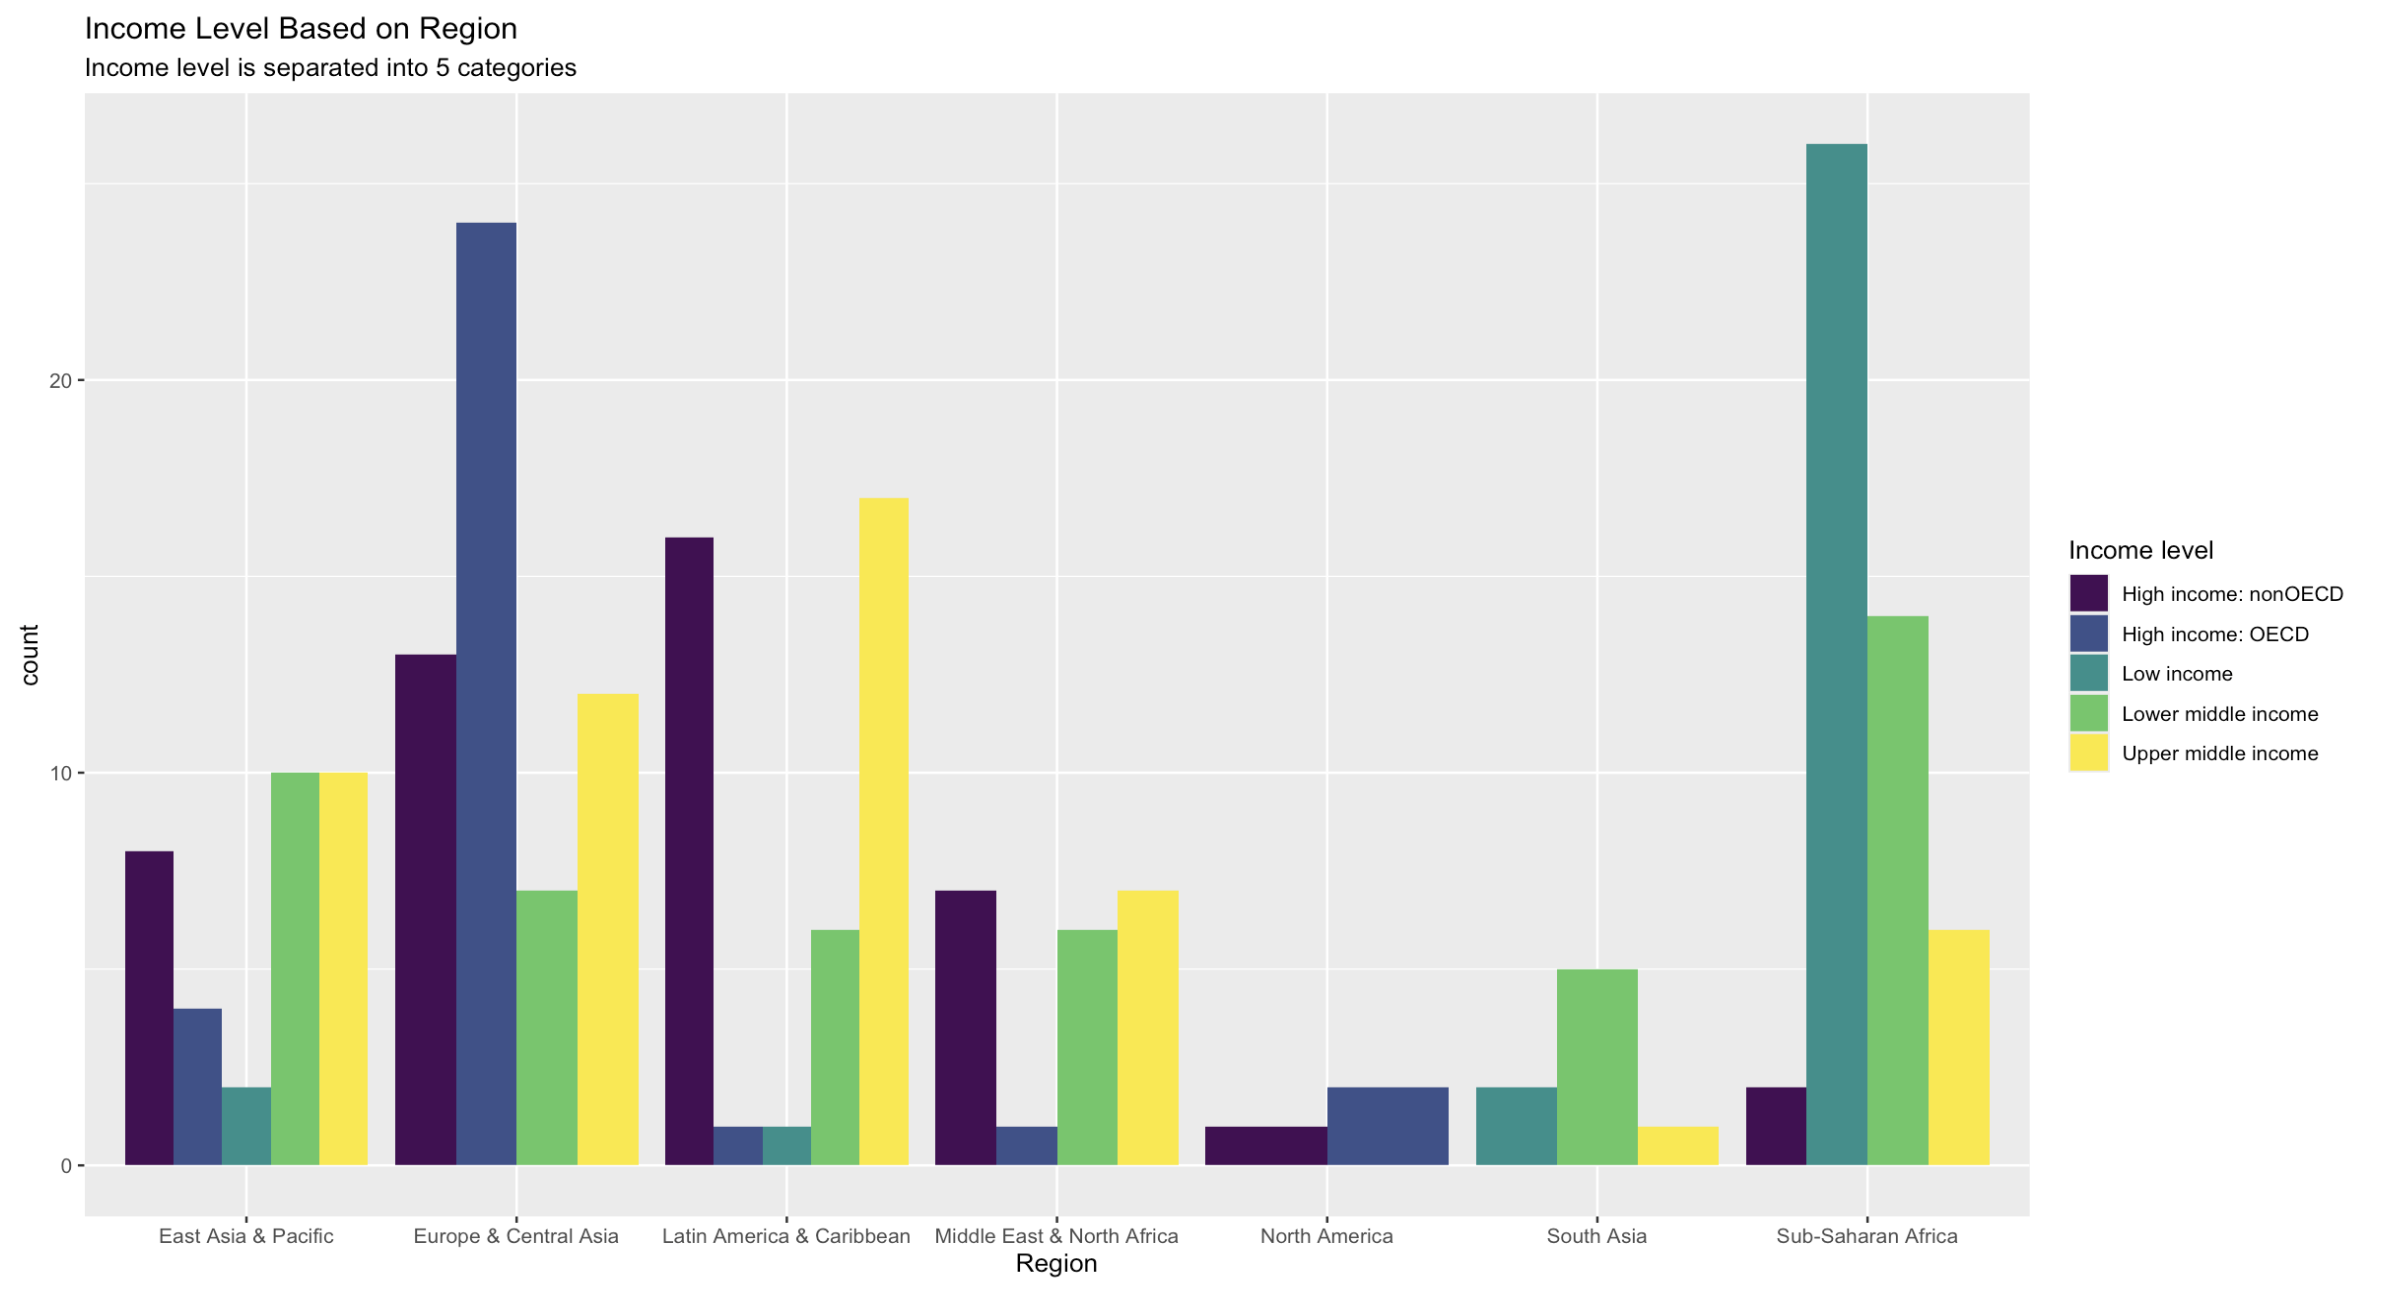 Income Level Based on Region
Income level is separated into 5 categories
20
10
0
count
East Asia & Pacific
Europe & Central Asia
Latin America & Caribbean
Middle East & North Africa
North America
South Asia
Sub-Saharan Africa
Region
Income level
High income: nonOECD
High income: OECD
Low income
Lower middle income
Upper middle income